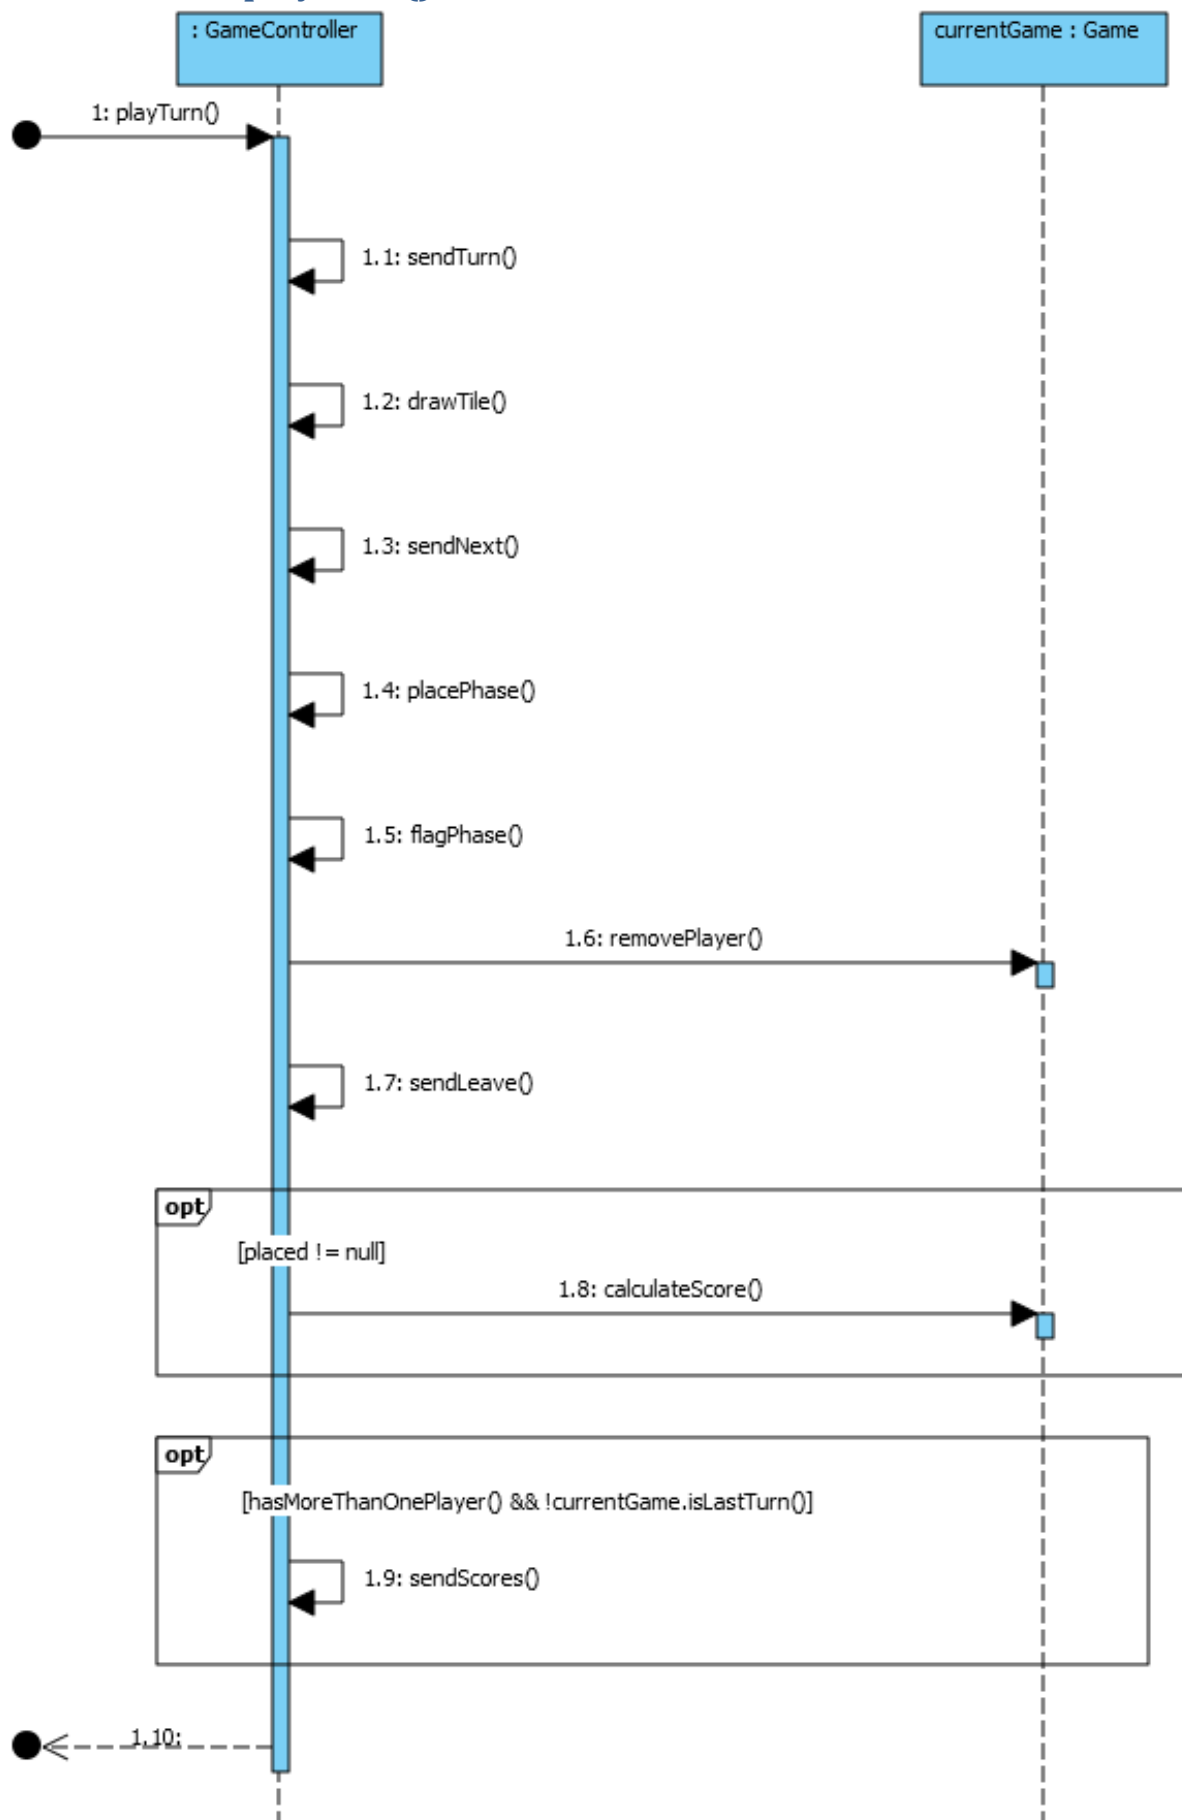 : GameController
currentGame : Game
1: playTurn()
1.1: sendTurn()
1.2: drawTile()
1.3: sendNext()
1.4: placePhase()
1.5: flagPhase()
1.6: removePlayer()
1.7: sendLeave()
opt
[placed != null]
1.8: calculateScore()
opt
[hasMoreThanOnePlayer() && !currentGame.isLastTurn()]
1.9: sendScores()
1.10: